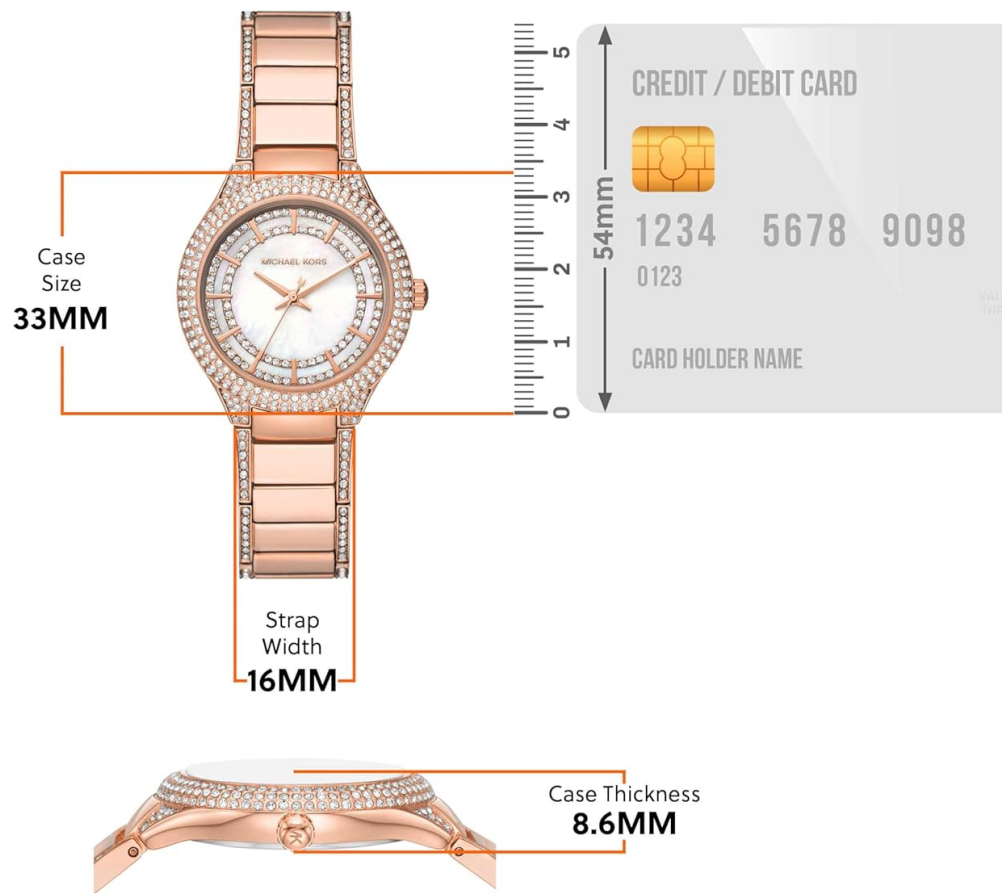 Case
Size
33MM
MICHAEL KORS
5
4
3
2
1
0
54mm
CREDIT / DEBIT CARD
1234 5678 9098
0123
CARD HOLDER NAME
Strap
Width
16MM
Case Thickness
8.6MM